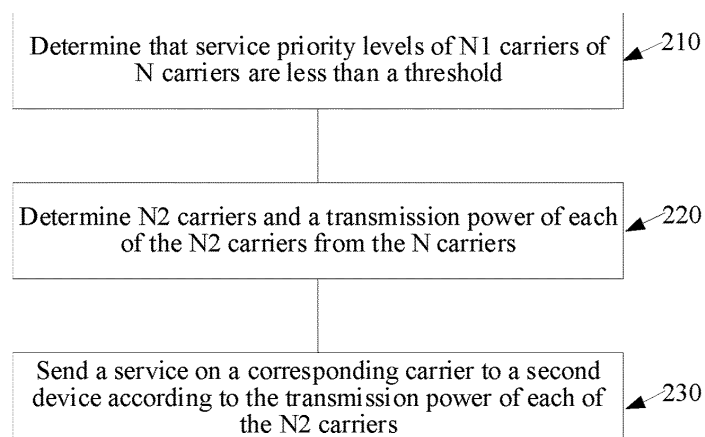 Determine that service priority levels of N1 carriers of
N carriers are less than a threshold
210
Determine N2 carriers and a transmission power of each
of the N2 carriers from the N carriers
220
Send a service on a corresponding carrier to a second
device according to the transmission power of each of
the N2 carriers
230